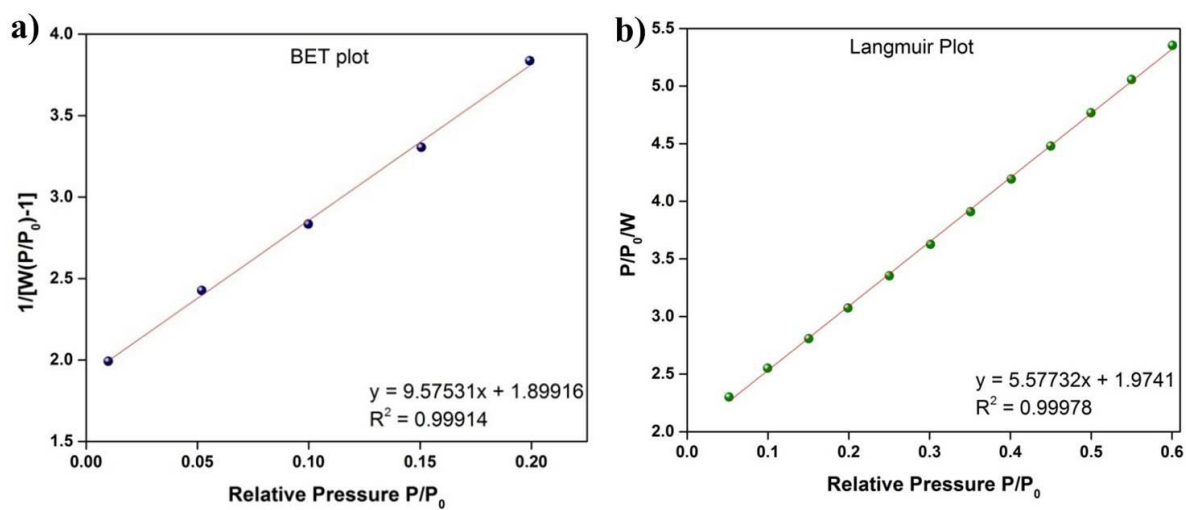 a)
BET plot
4.0
3.5
3.0
2.5
2.0
1.5
1/[W(P/P₀)-1]
y = 9.57531x + 1.89916
R² = 0.99914
0.00 0.05 0.10 0.15 0.20
Relative Pressure P/P₀
b)
Langmuir Plot
5.5
5.0
4.5
4.0
3.5
3.0
2.5
2.0
P/P₀/W
y = 5.57732x + 1.9741
R² = 0.99978
0.0 0.1 0.2 0.3 0.4 0.5 0.6
Relative Pressure P/P₀